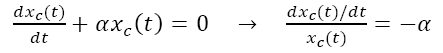 dx_c(t)/dt + αx_c(t) = 0 → (dx_c(t)/dt)/x_c(t) = −α